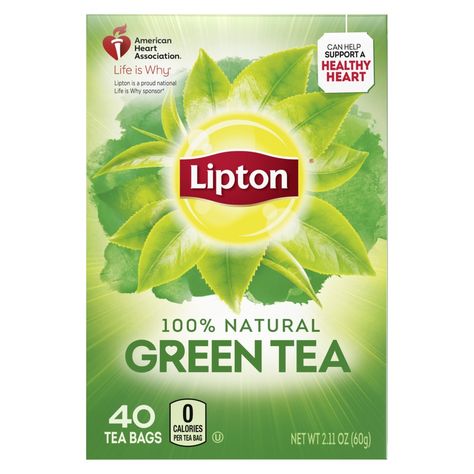 American
Heart
Association®
Life is Why™
Lipton is a proud national
Life is Why sponsor*
CAN HELP
SUPPORT A
HEALTHY
HEART
Lipton®
100% NATURAL
GREEN TEA
40
TEA BAGS
0
CALORIES
PER TEA BAG
U
NET WT 2.11 OZ (60g)